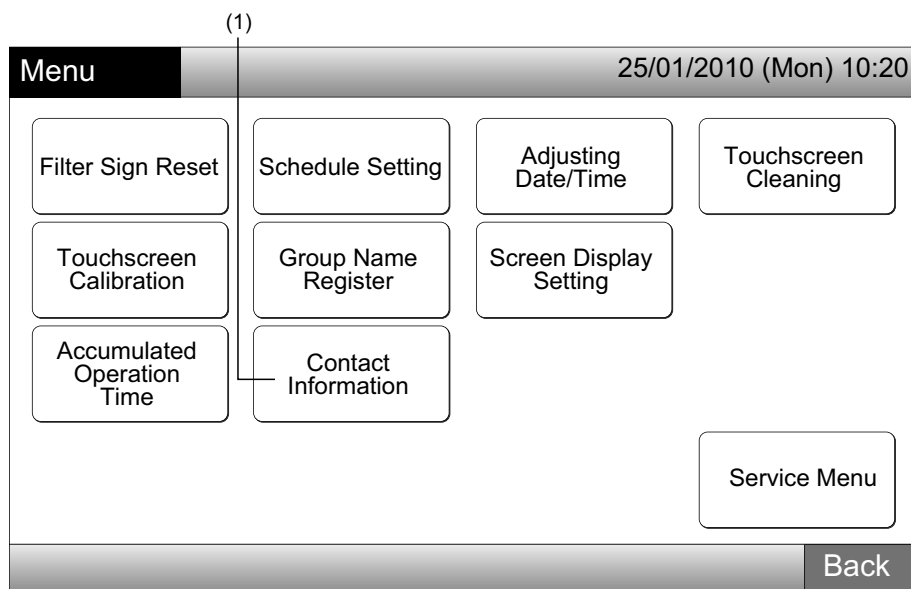 (1)
Menu
25/01/2010 (Mon) 10:20
Filter Sign Reset
Schedule Setting
Adjusting
Date/Time
Touchscreen
Cleaning
Touchscreen
Calibration
Group Name
Register
Screen Display
Setting
Accumulated
Operation
Time
Contact
Information
Service Menu
Back